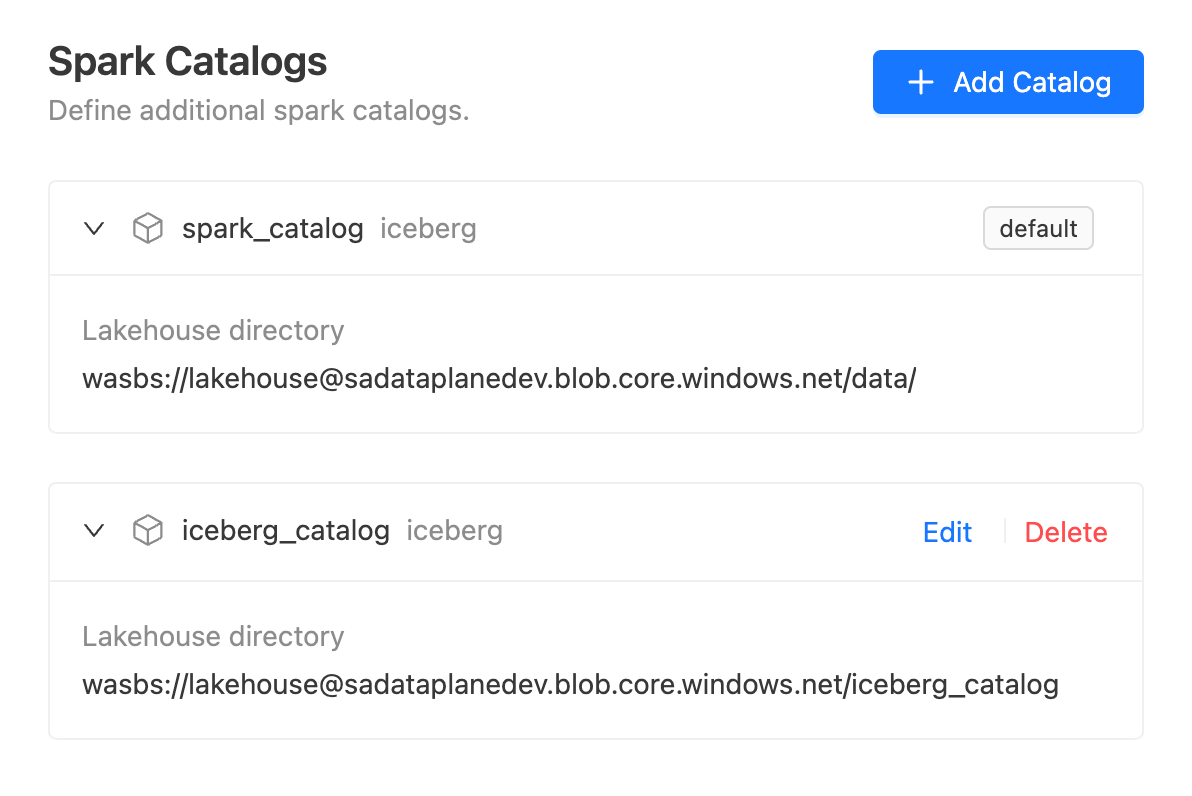 Spark Catalogs
Define additional spark catalogs.
Add Catalog
spark_catalog iceberg
default
Lakehouse directory
wasbs://lakehouse@sadataplanedev.blob.core.windows.net/data/
iceberg_catalog iceberg
Edit
Delete
Lakehouse directory
wasbs://lakehouse@sadataplanedev.blob.core.windows.net/iceberg_catalog